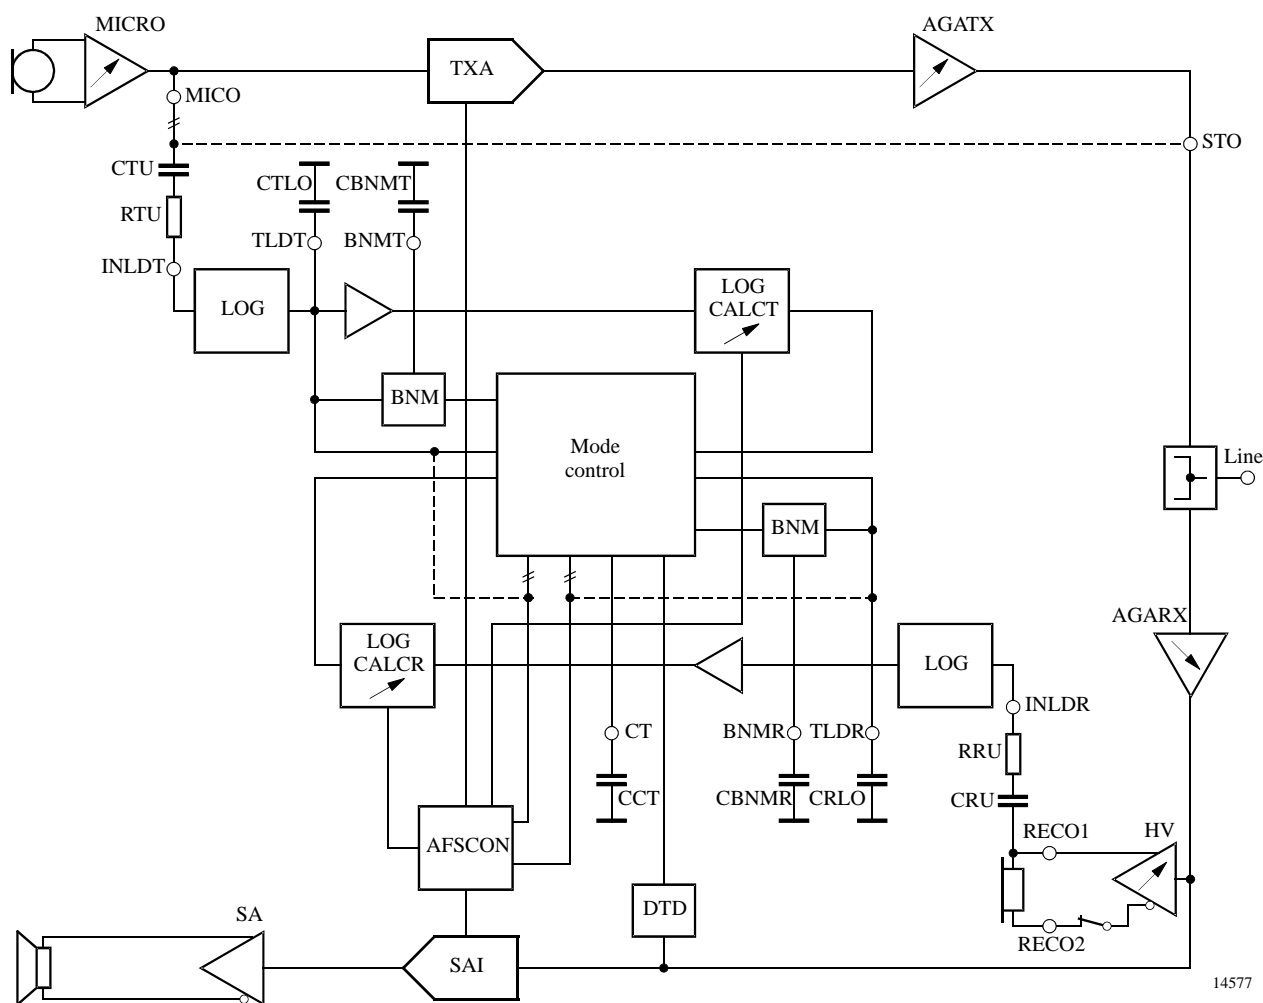 MICRO
AGATX
TXA
MICO
STO
CTU
CTLO
CBNMT
RTU
TLDT
BNMT
INLDT
LOG
LOG
CALCT
BNM
Mode
control
Line
BNM
AGARX
LOG
CALCR
LOG
INLDR
CT
BNMR
TLDR
RRU
CCT
CBNMR
CRLO
CRU
RECO1
HV
AFSCON
DTD
SA
RECO2
SAI
14577